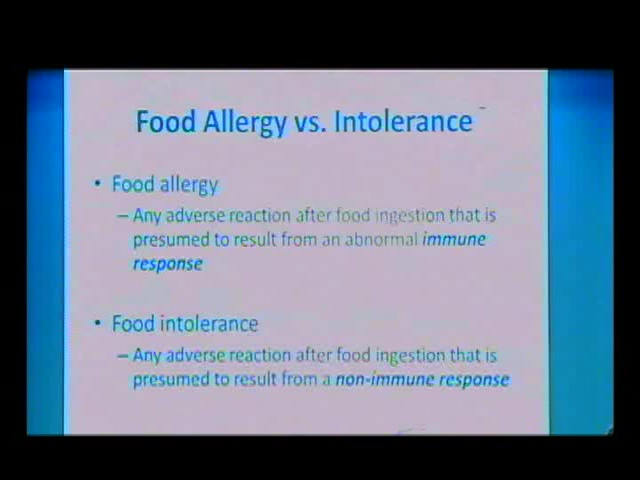 Food Allergy vs. Intolerance
• Food allergy
– Any adverse reaction after food ingestion that is
presumed to result from an abnormal immune
response
• Food intolerance
– Any adverse reaction after food ingestion that is
presumed to result from a non-immune response